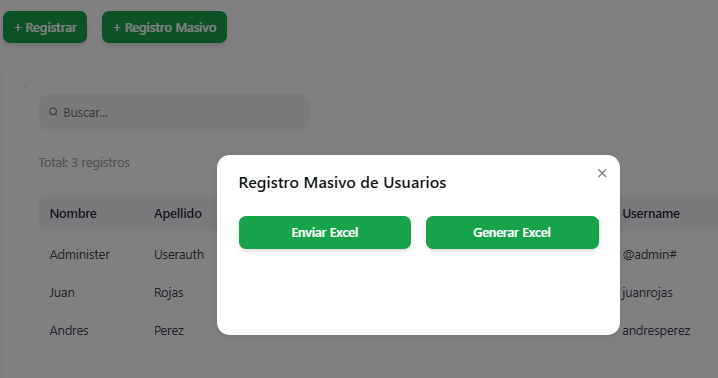 + Registrar + Registro Masivo
Buscar...
Total: 3 registros
Registro Masivo de Usuarios
Enviar Excel Generar Excel
Nombre Apellido Username
Administer Userauth @admin#
Juan Rojas juanrojas
Andres Perez andresperez